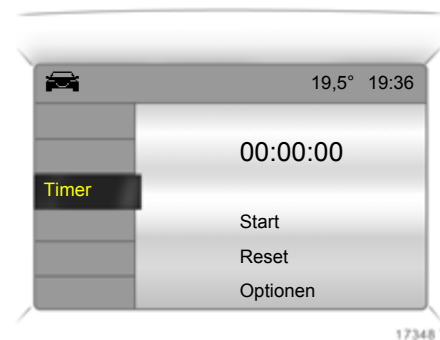 19,5° 19:36
00:00:00
Timer
Start
Reset
Optionen
17348